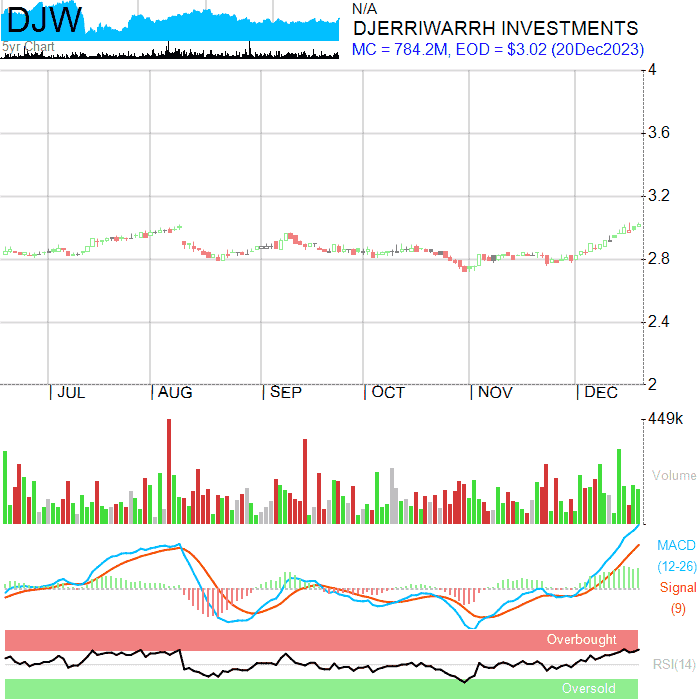 DJW
5yr Chart
N/A
DJERRIWARRH INVESTMENTS
MC = 784.2M, EOD = $3.02 (20Dec2023)
4
3.6
3.2
2.8
2.4
2
JUL AUG SEP OCT NOV DEC
449k
Volume
MACD
(12-26)
Signal
(9)
Overbought
RSI(14)
Oversold